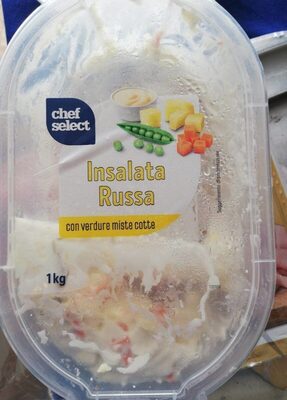 chef
select
Insalata
Russa
con verdure miste cotte
1kg